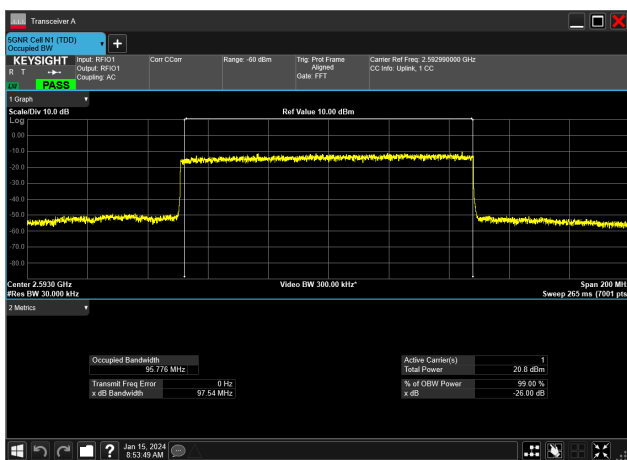 Transceiver A
5GNR Cell N1 (TDD)
Occupied BW
KEYSIGHT
R T
LXI
PASS
Input: RFIO1
Output: RFIO1
Coupling: AC
Corr CCorr
Range: -60 dBm
Trig: Prot Frame
Aligned
Gate: FFT
Carrier Ref Freq: 2.592990000 GHz
CC Info: Uplink, 1 CC
1 Graph
Scale/Div 10.0 dB
Ref Value 10.00 dBm
Log
0.00
-10.0
-20.0
-30.0
-40.0
-50.0
-60.0
-70.0
-80.0
Center 2.5930 GHz
Video BW 300.00 kHz*
Span 200 MH
#Res BW 30.000 kHz
Sweep 265 ms (7001 pts
2 Metrics
Occupied Bandwidth
95.776 MHz
Active Carrier(s) 1
Total Power 20.8 dBm
Transmit Freq Error 0 Hz
x dB Bandwidth 97.54 MHz
% of OBW Power 99.00 %
x dB -26.00 dB
?
Jan 15, 2024
8:53:49 AM